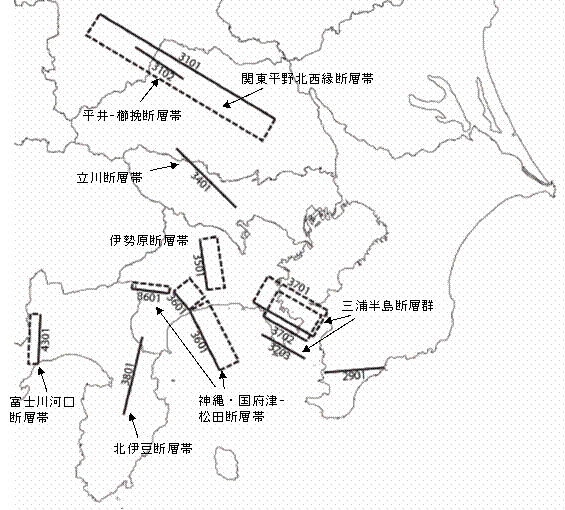 3101
3102
関東平野北西縁断層帯
平井-櫛挽断層帯
立川断層帯
3401
伊勢原断層帯
3501
3701
三浦半島断層群
3601
3601
3601
3702
3203
4301
3801
2901
富士川河口
断層帯
神縄・国府津-
松田断層帯
北伊豆断層帯